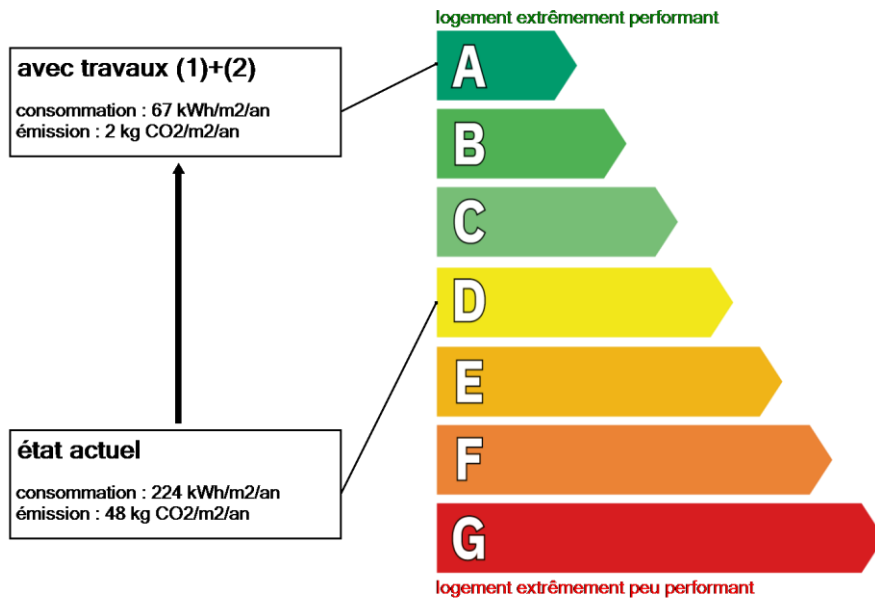 logement extrêmement performant
avec travaux (1)+(2)
consommation : 67 kWh/m2/an
émission : 2 kg CO2/m2/an
A
B
C
D
E
F
G
état actuel
consommation : 224 kWh/m2/an
émission : 48 kg CO2/m2/an
logement extrêmement peu performant